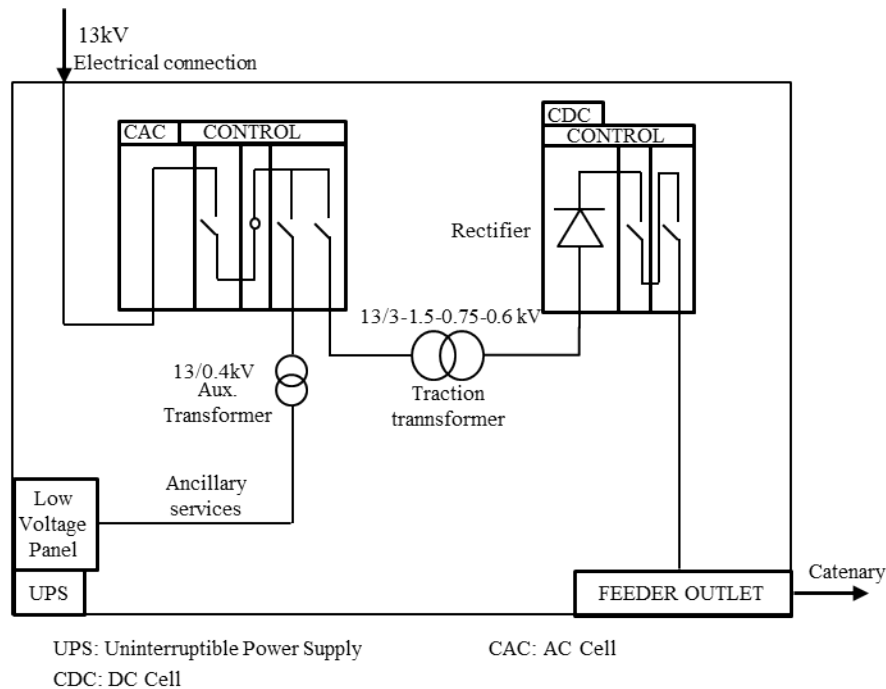 13kV
Electrical connection
CAC
CONTROL
CDC
CONTROL
Rectifier
13/3-1.5-0.75-0.6 kV
13/0.4kV
Aux.
Transformer
Traction
trannsformer
Ancillary
services
Low
Voltage
Panel
UPS
FEEDER OUTLET
Catenary
UPS: Uninterruptible Power Supply
CAC: AC Cell
CDC: DC Cell